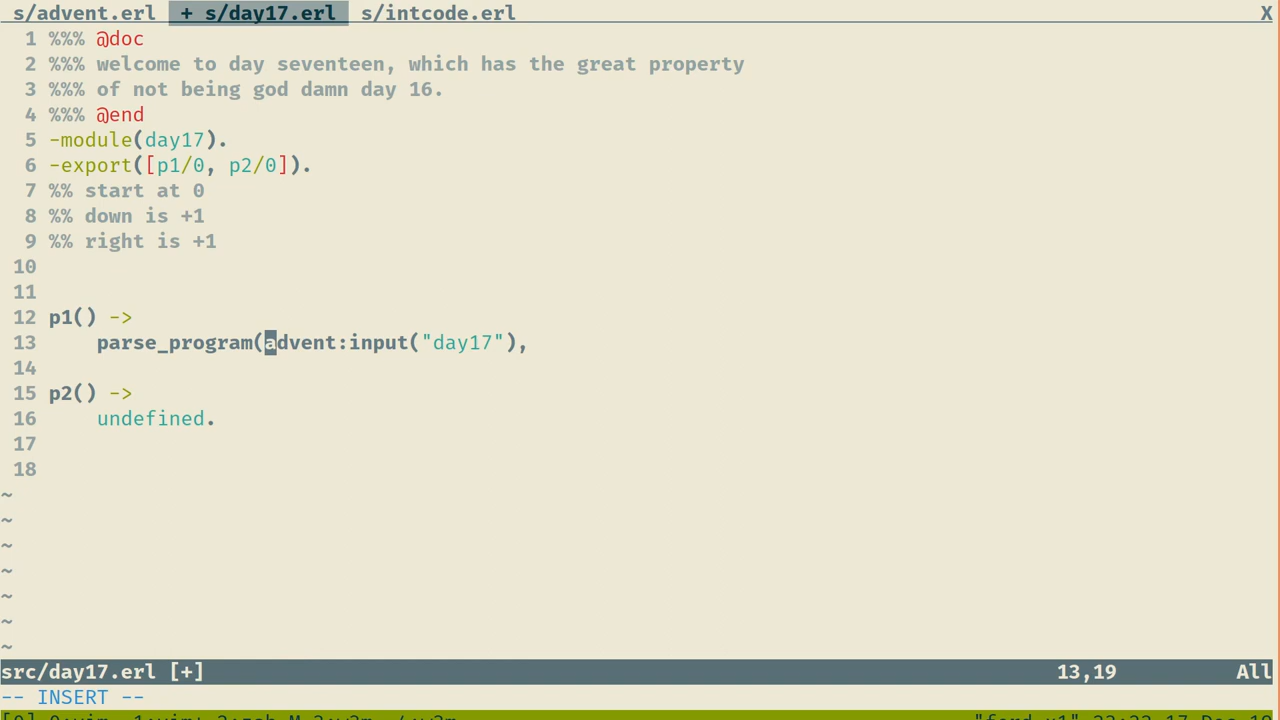 s/advent.erl + s/day17.erl s/intcode.erl X
1 %%% @doc
2 %%% welcome to day seventeen, which has the great property
3 %%% of not being god damn day 16.
4 %%% @end
5 -module(day17).
6 -export([p1/0, p2/0]).
7 %% start at 0
8 %% down is +1
9 %% right is +1
10
11
12 p1() ->
13 parse_program(advent:input("day17"),
14
15 p2() ->
16 undefined.
17
18
~
~
~
~
~
~
~
src/day17.erl [+] 13,19 All
-- INSERT --